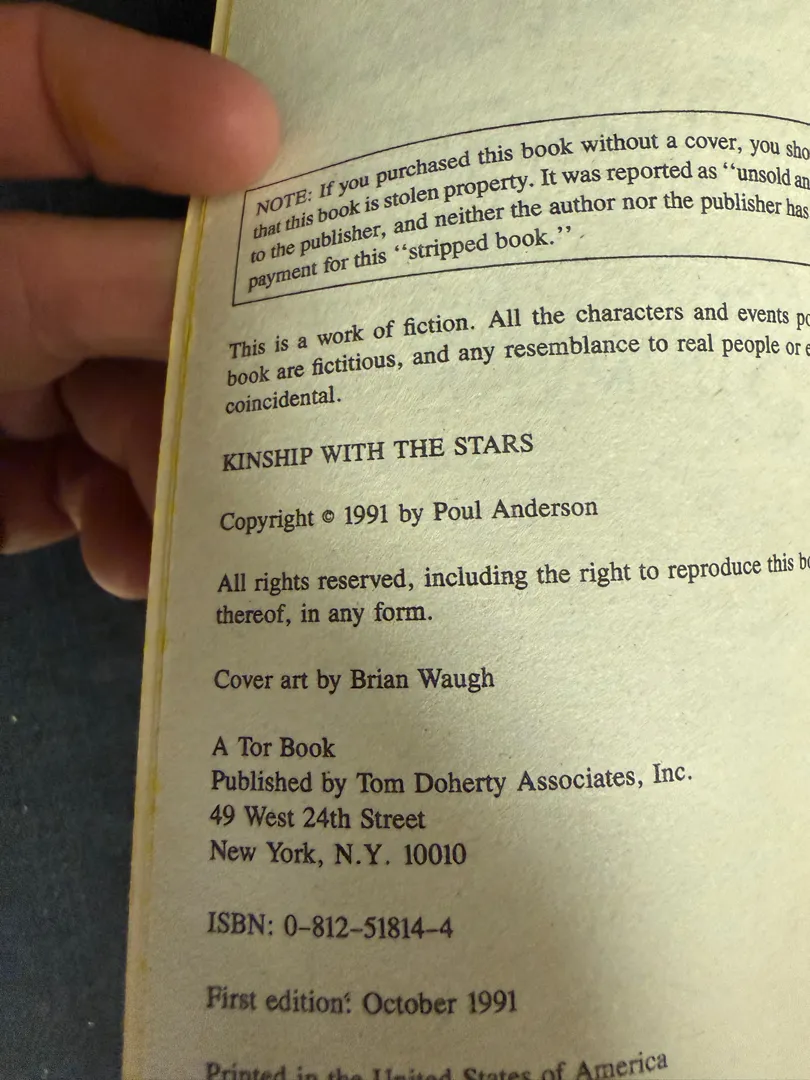 NOTE: If you purchased this book without a cover, you
that this book is stolen property. It was reported as “unsold
to the publisher, and neither the author nor the publisher has
payment for this “stripped book.”
This is a work of fiction. All the characters and events
book are fictitious, and any resemblance to real people or
coincidental.
KINSHIP WITH THE STARS
Copyright © 1991 by Poul Anderson
All rights reserved, including the right to reproduce this
thereof, in any form.
Cover art by Brian Waugh
A Tor Book
Published by Tom Doherty Associates, Inc.
49 West 24th Street
New York, N.Y. 10010
ISBN: 0-812-51814-4
First edition: October 1991
Printed in the United States of America